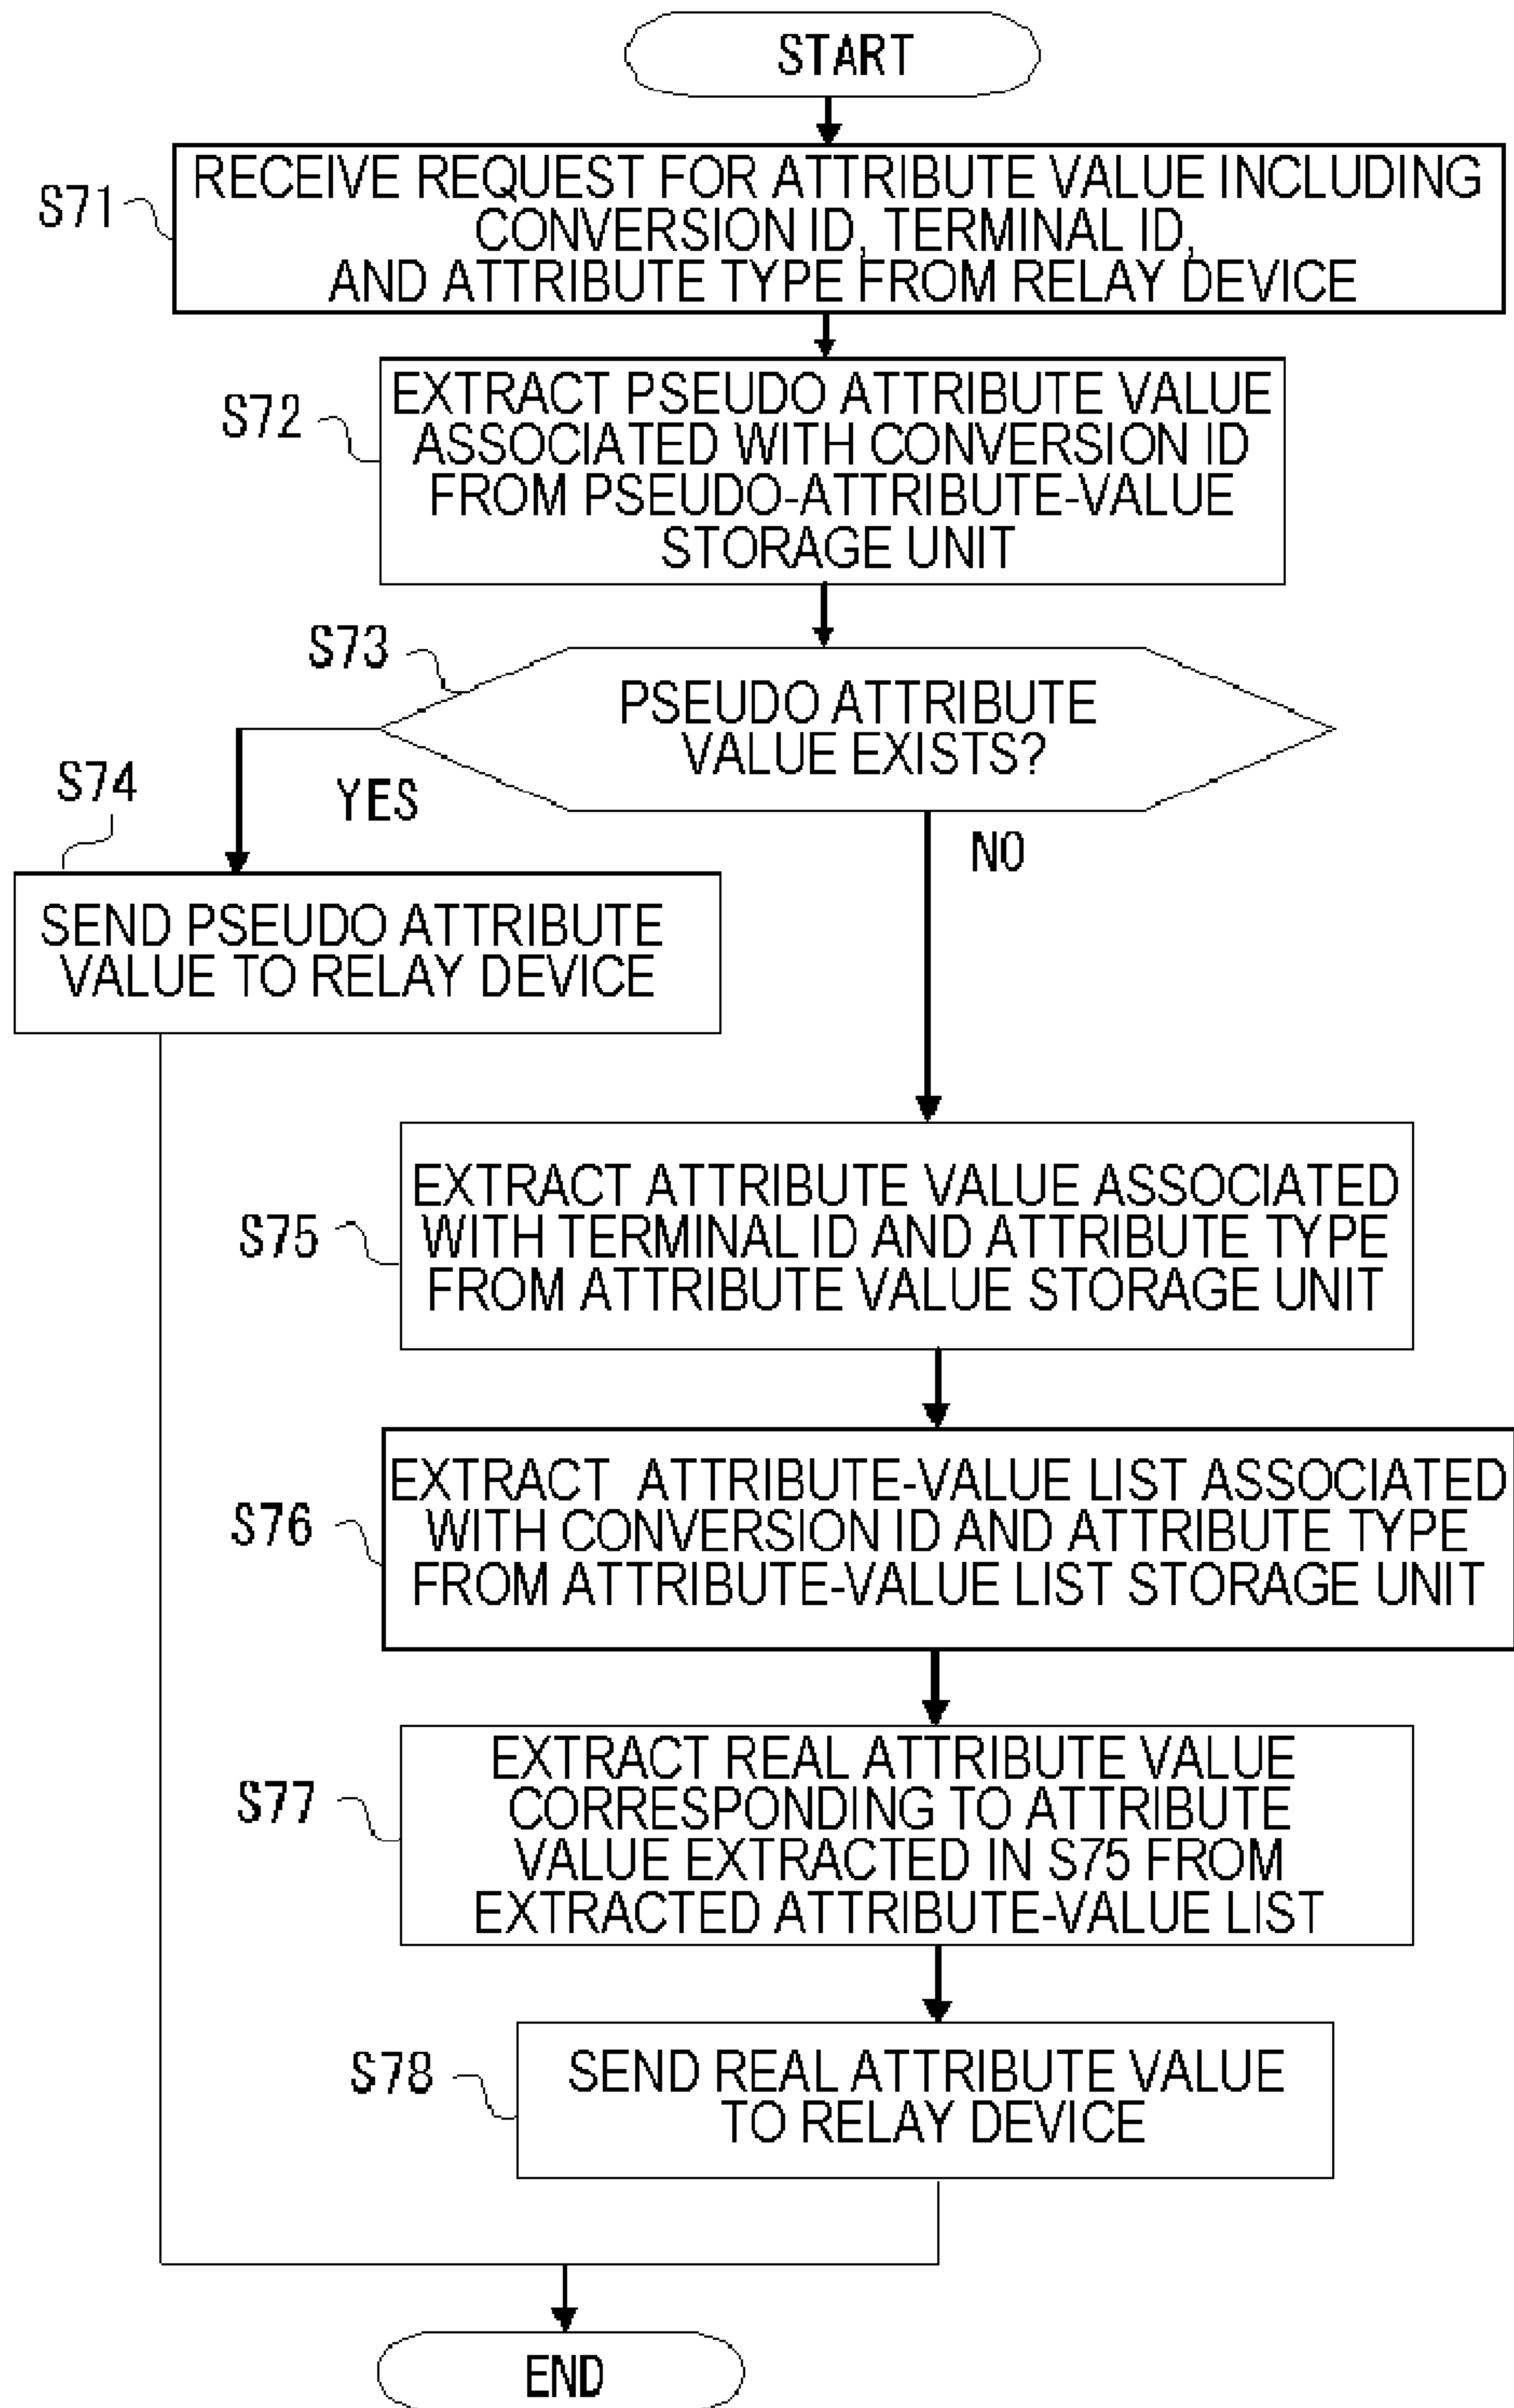 START
S71
RECEIVE REQUEST FOR ATTRIBUTE VALUE INCLUDING
CONVERSION ID, TERMINAL ID,
AND ATTRIBUTE TYPE FROM RELAY DEVICE
S72
EXTRACT PSEUDO ATTRIBUTE VALUE
ASSOCIATED WITH CONVERSION ID
FROM PSEUDO-ATTRIBUTE-VALUE
STORAGE UNIT
S73
PSEUDO ATTRIBUTE
VALUE EXISTS?
YES
NO
S74
SEND PSEUDO ATTRIBUTE
VALUE TO RELAY DEVICE
S75
EXTRACT ATTRIBUTE VALUE ASSOCIATED
WITH TERMINAL ID AND ATTRIBUTE TYPE
FROM ATTRIBUTE VALUE STORAGE UNIT
S76
EXTRACT ATTRIBUTE-VALUE LIST ASSOCIATED
WITH CONVERSION ID AND ATTRIBUTE TYPE
FROM ATTRIBUTE-VALUE LIST STORAGE UNIT
S77
EXTRACT REAL ATTRIBUTE VALUE
CORRESPONDING TO ATTRIBUTE
VALUE EXTRACTED IN S75 FROM
EXTRACTED ATTRIBUTE-VALUE LIST
S78
SEND REAL ATTRIBUTE VALUE
TO RELAY DEVICE
END